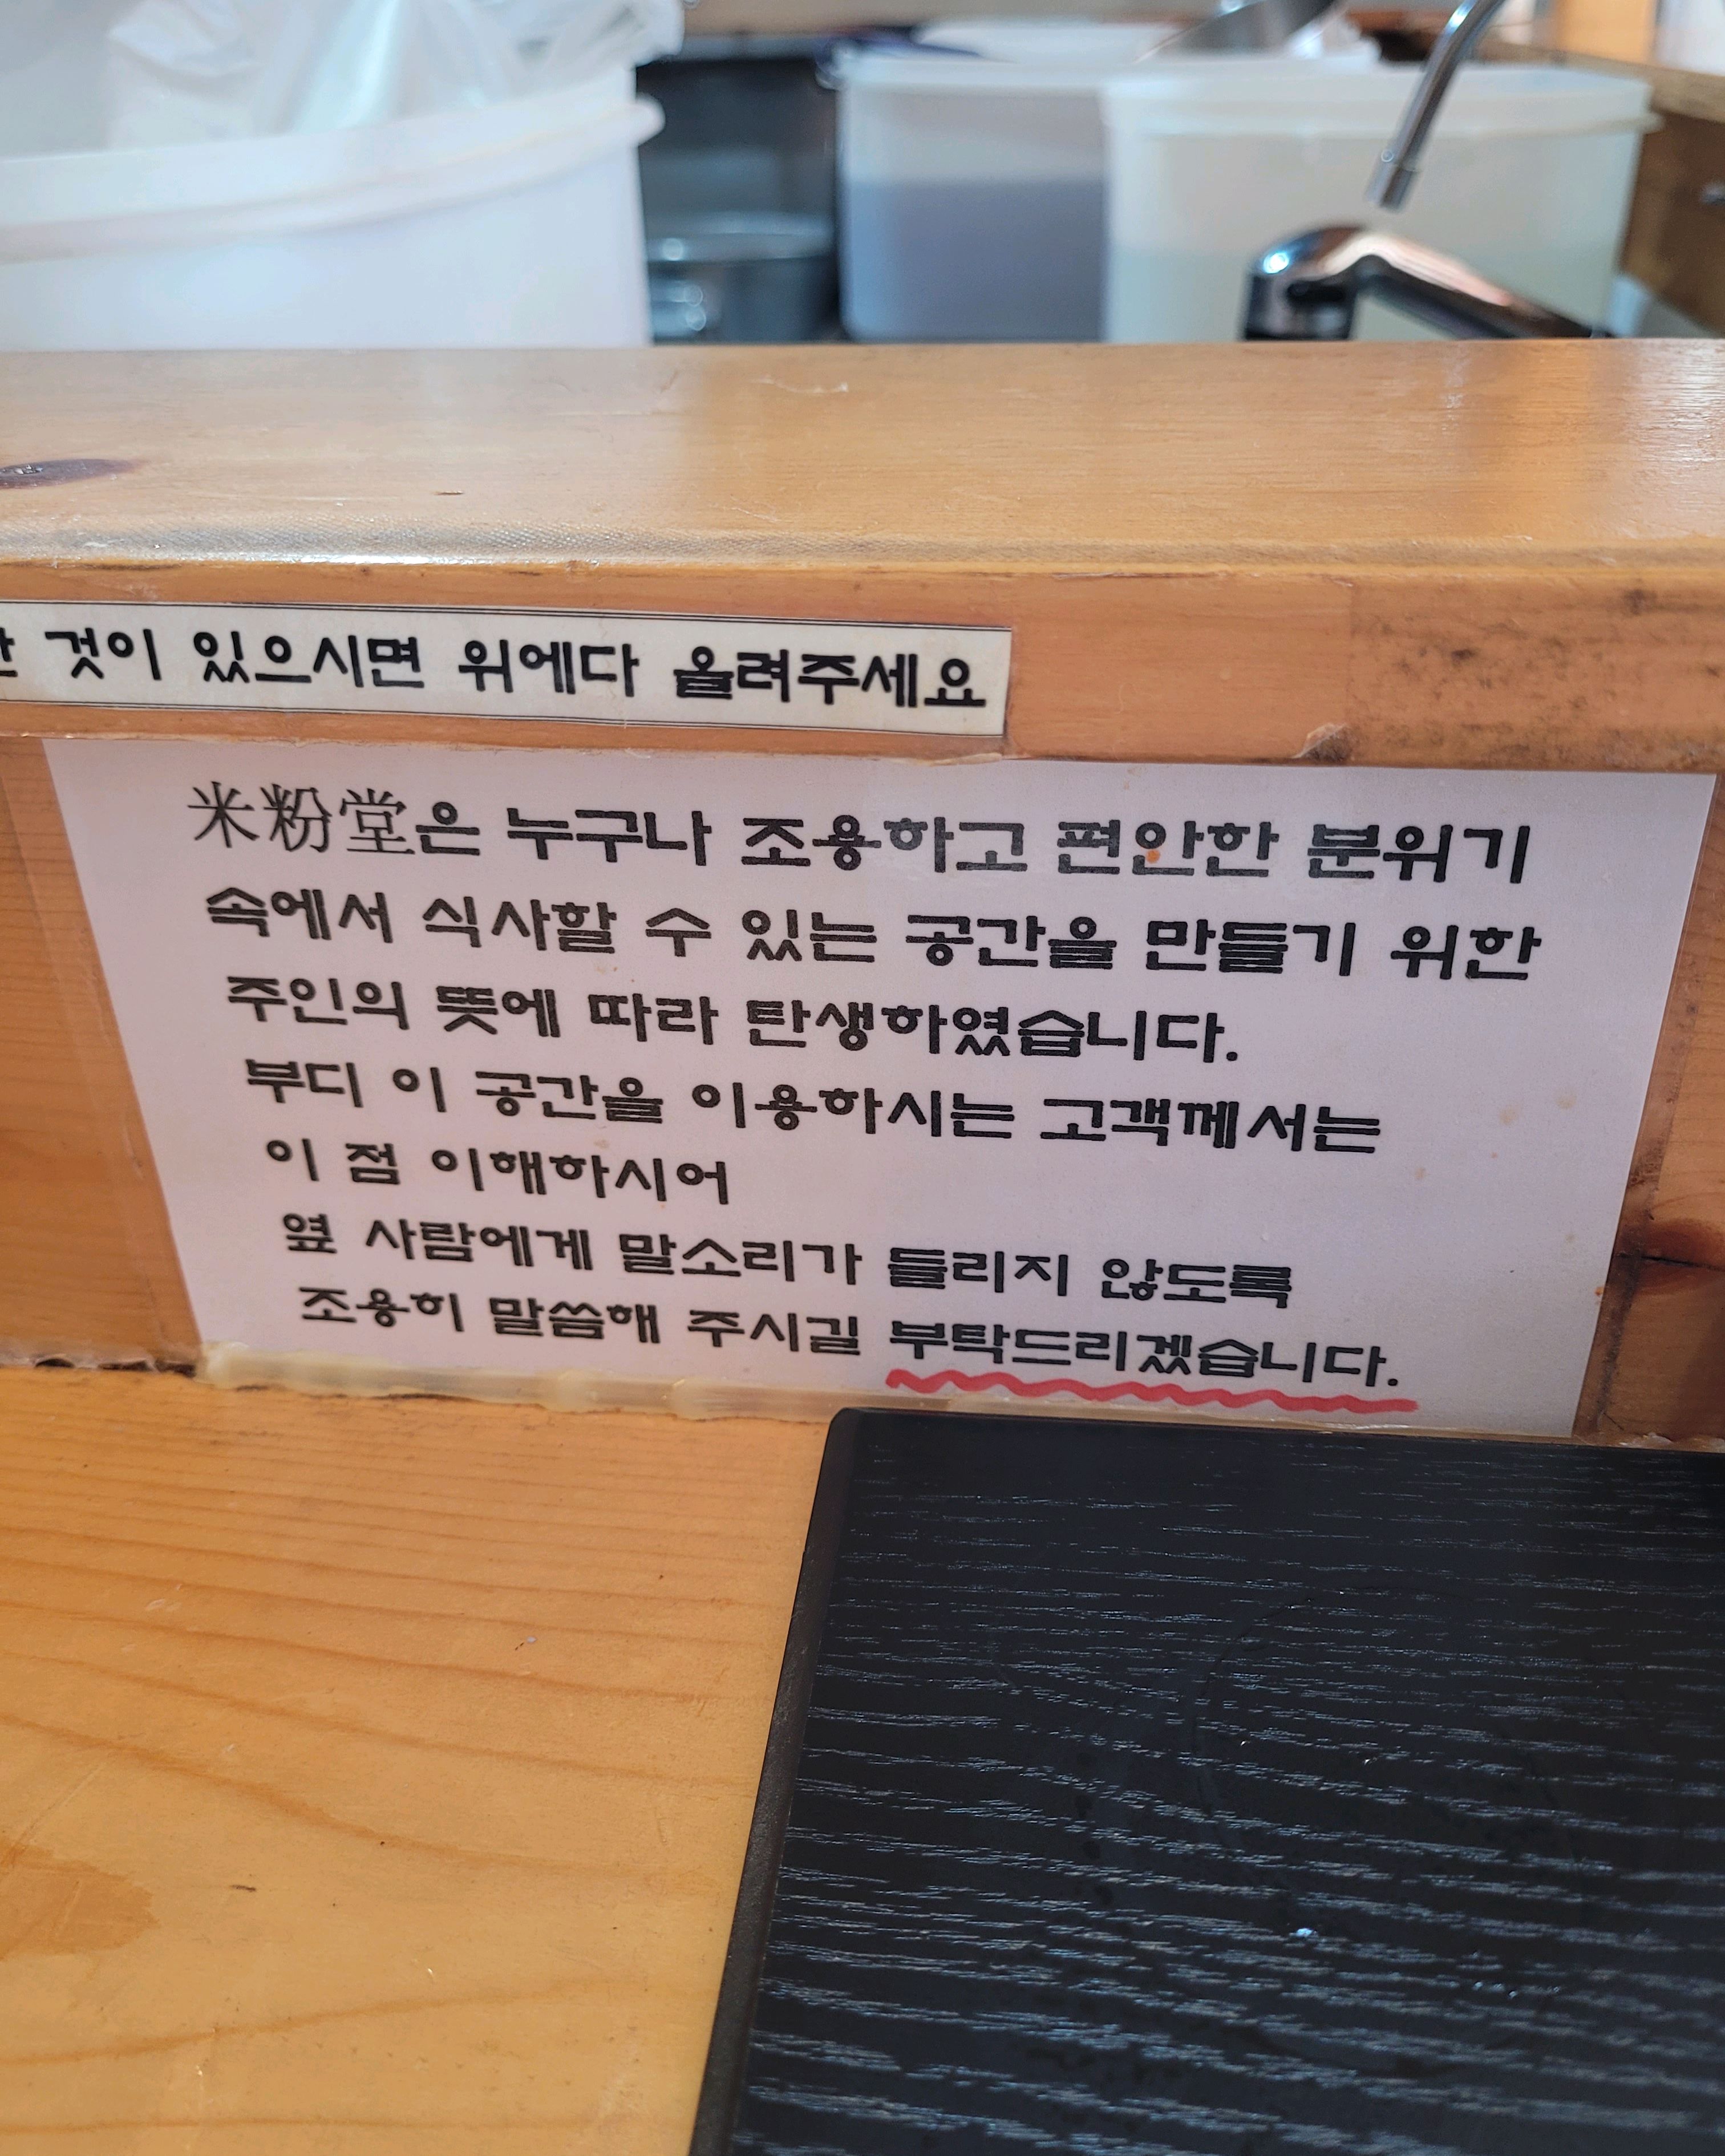 것이 있으시면 위에다 올려주세요
米粉堂은 누구나 조용하고 편안한 분위기
속에서 식사할 수 있는 공간을 만들기 위한
주인의 뜻에 따라 탄생하였습니다.
부디 이 공간을 이용하시는 고객께서는
이 점 이해하시어
옆 사람에게 말소리가 들리지 않도록
조용히 말씀해 주시길 부탁드리겠습니다.